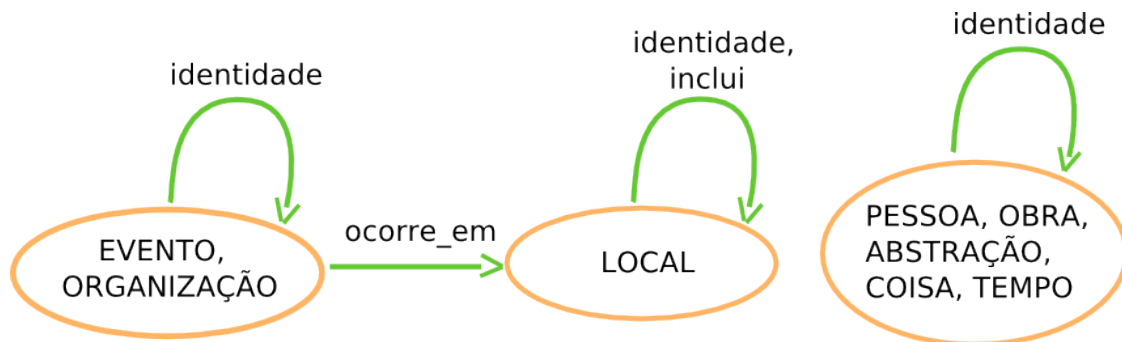 identidade
EVENTO,
ORGANIZAÇÃO
ocorre_em
identidade,
inclui
LOCAL
identidade
PESSOA, OBRA,
ABSTRAÇÃO,
COISA, TEMPO